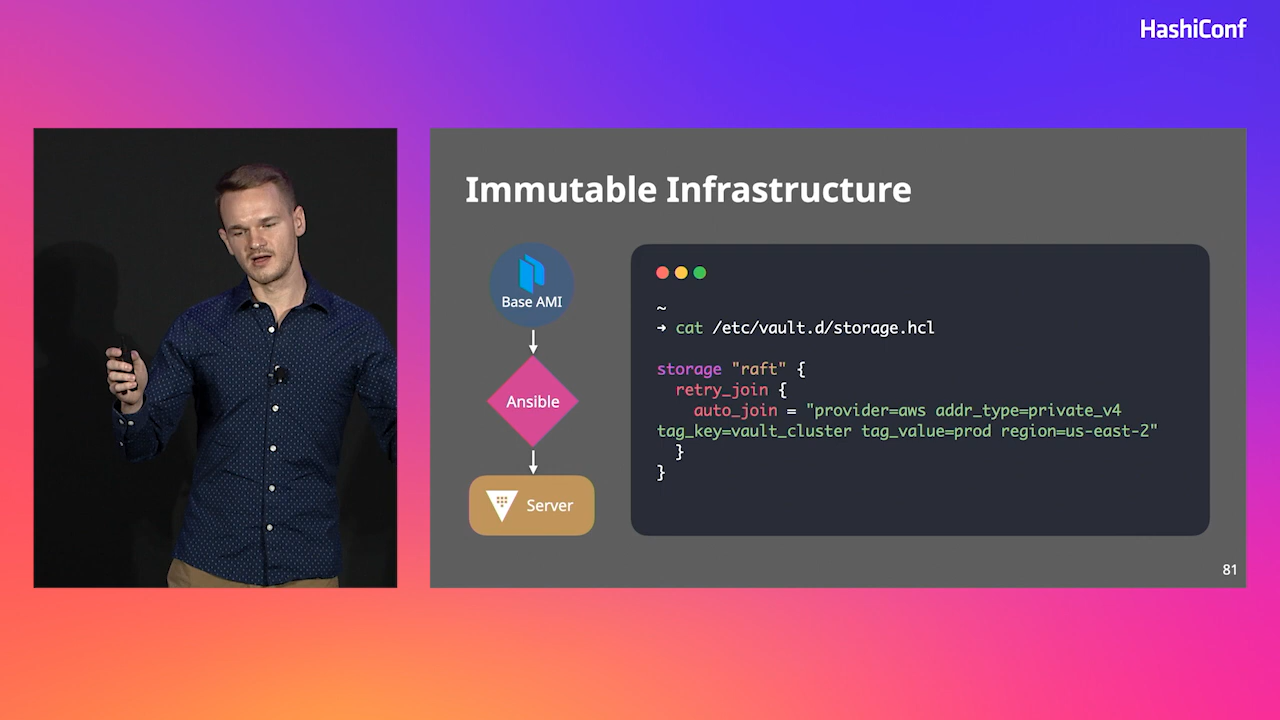 HashiConf
Immutable Infrastructure
Base AMI
Ansible
Server
~
➜ cat /etc/vault.d/storage.hcl
storage "raft" {
retry_join {
auto_join = "provider=aws addr_type=private_v4
tag_key=vault_cluster tag_value=prod region=us-east-2"
}
}
81